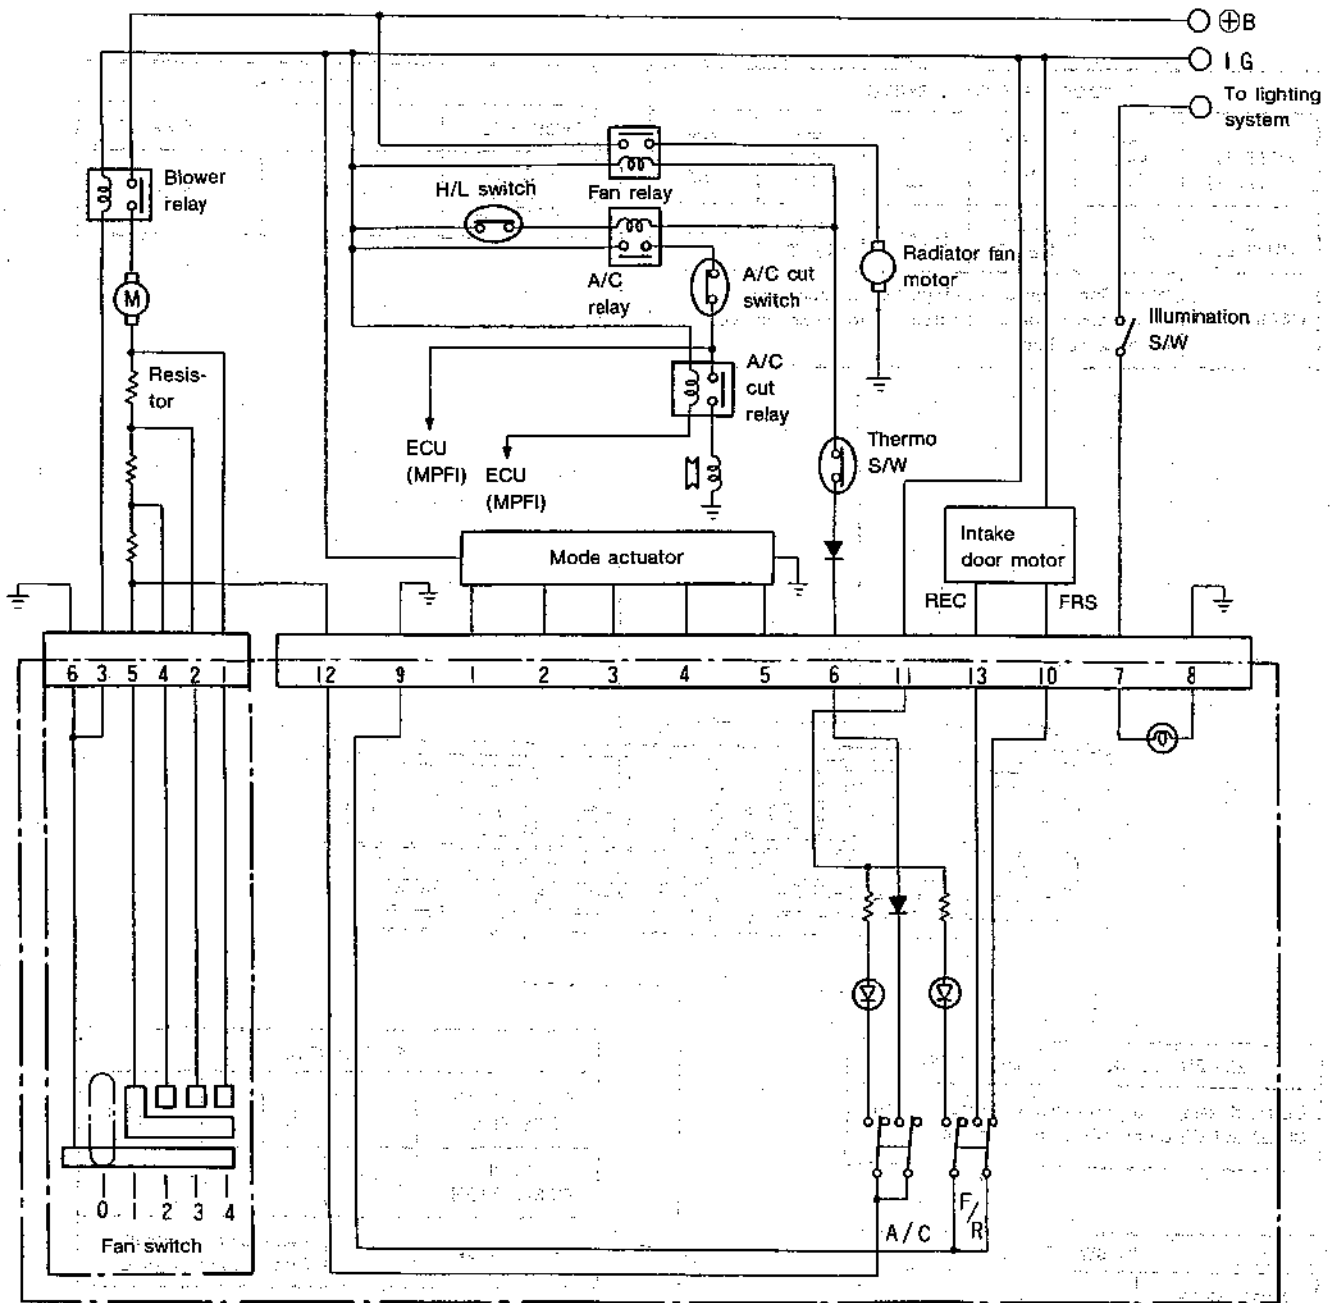 ⊕B
IG
To lighting
system
Blower
relay
H/L switch
Fan relay
A/C
relay
A/C cut
switch
Radiator fan
motor
Illumination
S/W
M
Resis-
tor
A/C
cut
relay
ECU
(MPFI)
ECU
(MPFI)
Thermo
S/W
Mode actuator
Intake
door motor
REC
FRS
6 3 5 4 2 1
12 9 1 2 3 4 5 6 11 13 10 7 8
0 1 2 3 4
Fan switch
A/C
F/R